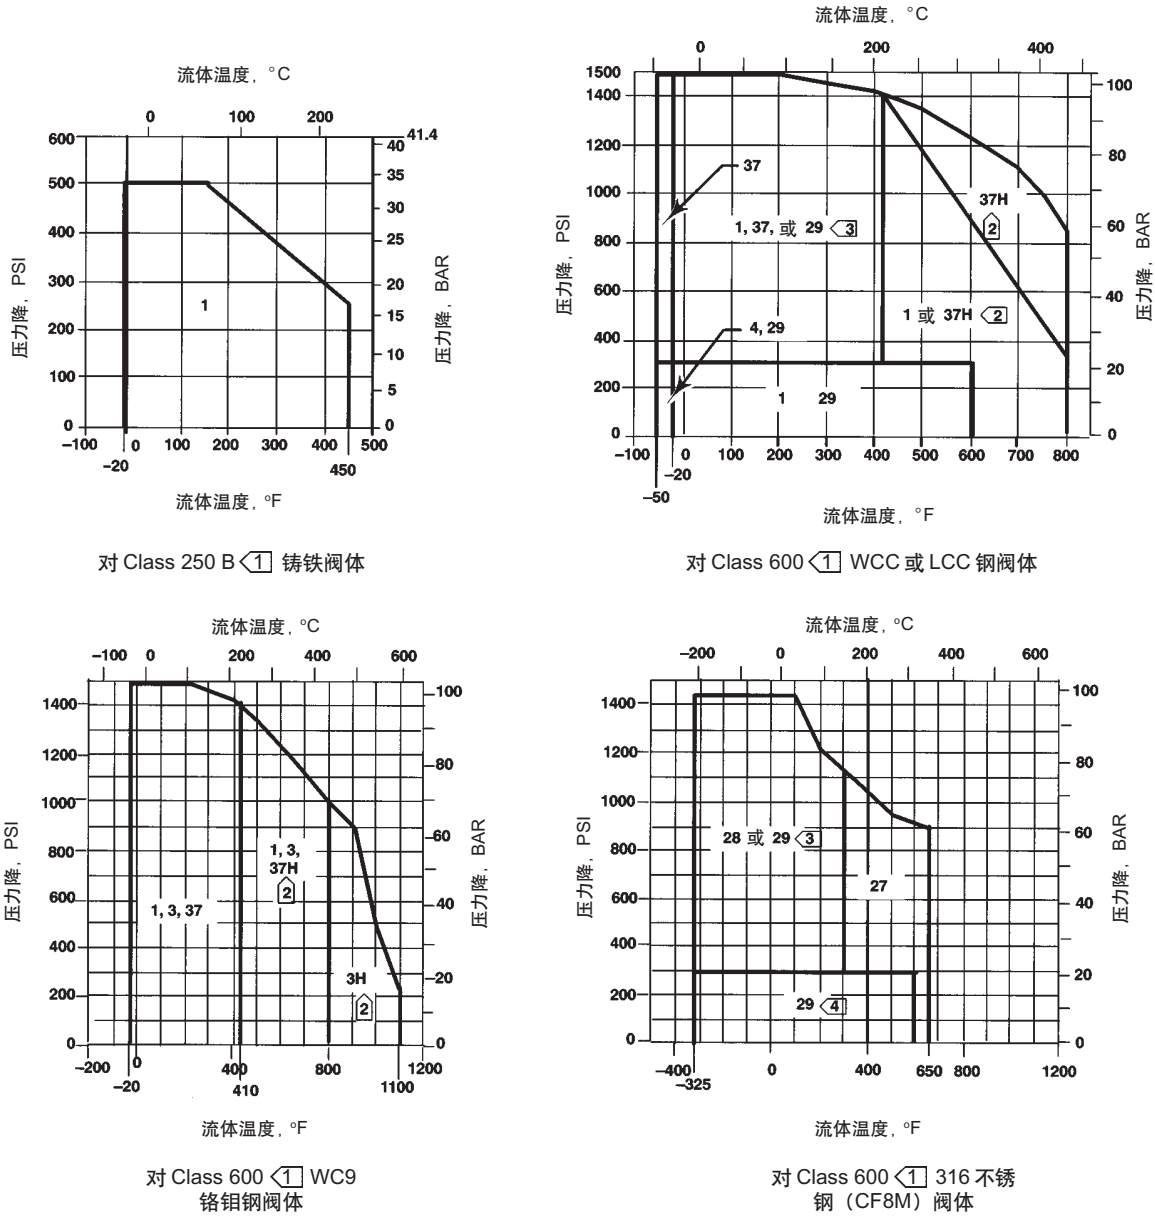 流体温度，°C
0 100 200
600
500
400
300
200
100
0
41.4
40
35
30
25
20
15
10
5
0
压力降，PSI
压力降，BAR
1
–100 0 100 200 300 400 500
–20 450
流体温度，°F
对 Class 250 B 1 铸铁阀体
流体温度，°C
0 200 400
1500
1400
1200
1000
800
600
400
200
0
100
80
60
40
20
0
压力降，PSI
压力降，BAR
37
1, 37, 或 29 3
37H
2
4, 29
1 或 37H 2
1 29
–100 0 100 200 300 400 500 600 700 800
–20
–50
流体温度，°F
对 Class 600 1 WCC 或 LCC 钢阀体
流体温度，°C
–100 0 200 400 600
1400
1200
1000
800
600
400
200
0
100
80
60
40
20
0
压力降，PSI
压力降，BAR
1, 3,
37H
2
1, 3, 37
3H
2
–200 0 400 800 1200
–20 410 1100
流体温度，°F
对 Class 600 1 WC9
铬钼钢阀体
流体温度，°C
–200 0 200 400 600
1400
1200
1000
800
600
400
200
0
100
80
60
40
20
0
压力降，PSI
压力降，BAR
28 或 29 3
27
29 4
–400 0 400 650 800 1200
–325
流体温度，°F
对 Class 600 1 316 不锈
钢（CF8M）阀体